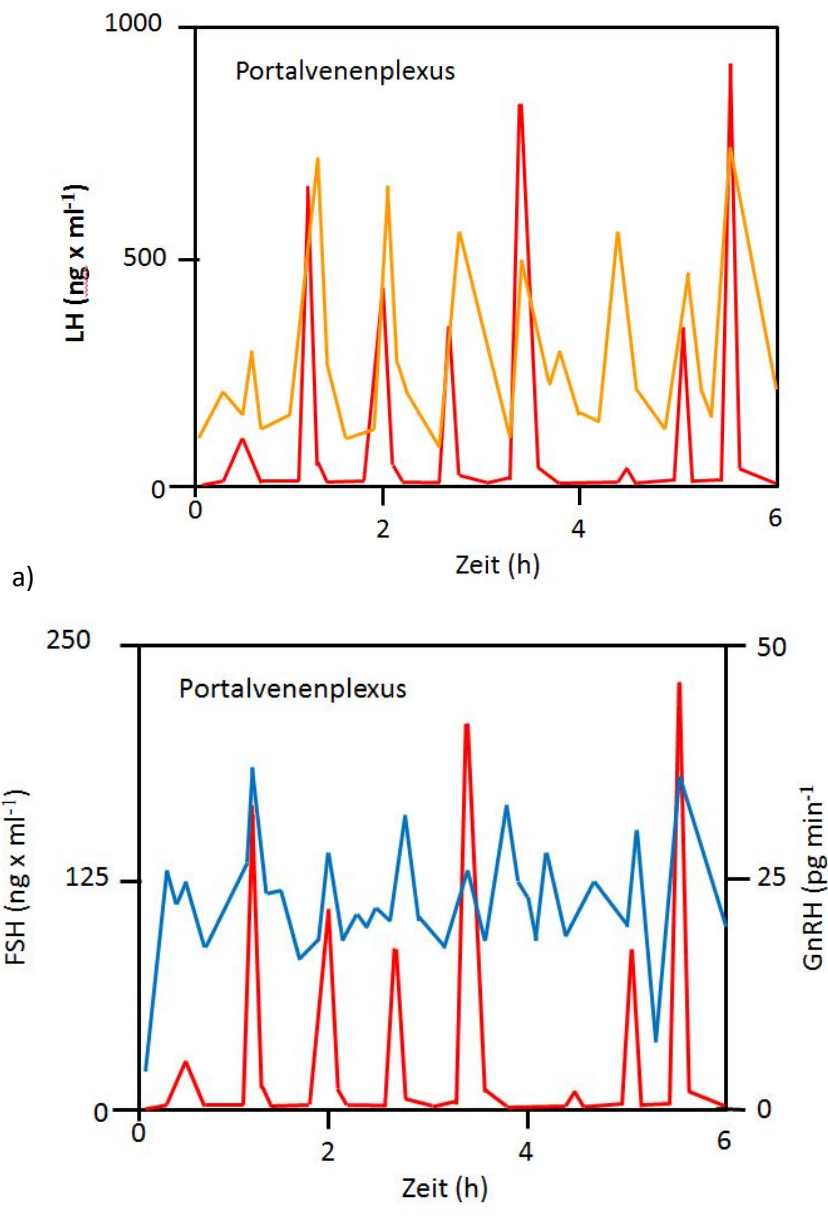 1000
Portalvenenplexus
LH (ng x ml-1)
500
0
0
2
4
6
Zeit (h)
a)
250
50
Portalvenenplexus
FSH (ng x ml-1)
125
25
GnRH (pg min-1
0
0
0
2
4
6
Zeit (h)